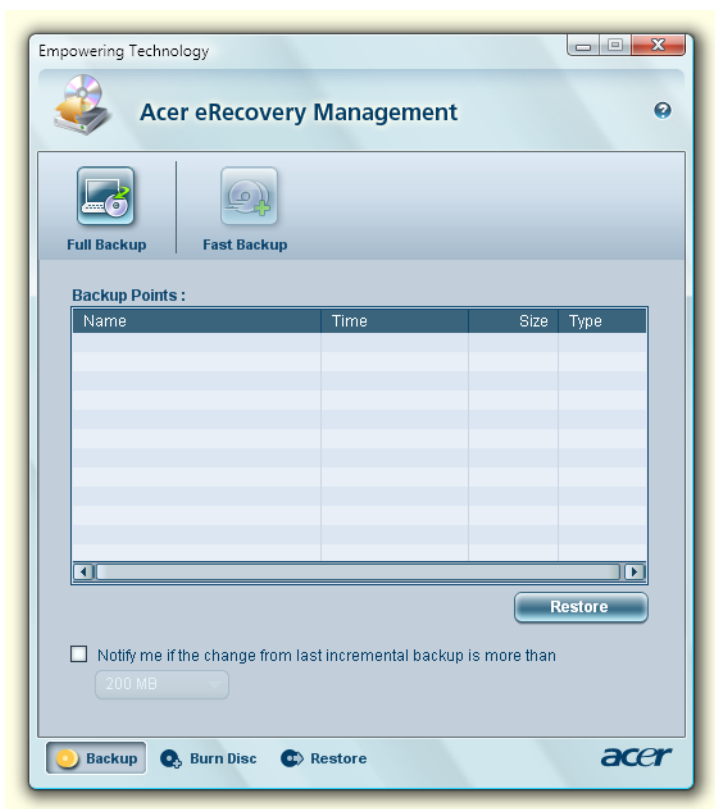 Empowering Technology
Acer eRecovery Management
Full Backup
Fast Backup
Backup Points :
Name Time Size Type
Restore
Notify me if the change from last incremental backup is more than
200 MB
Backup Burn Disc Restore acer